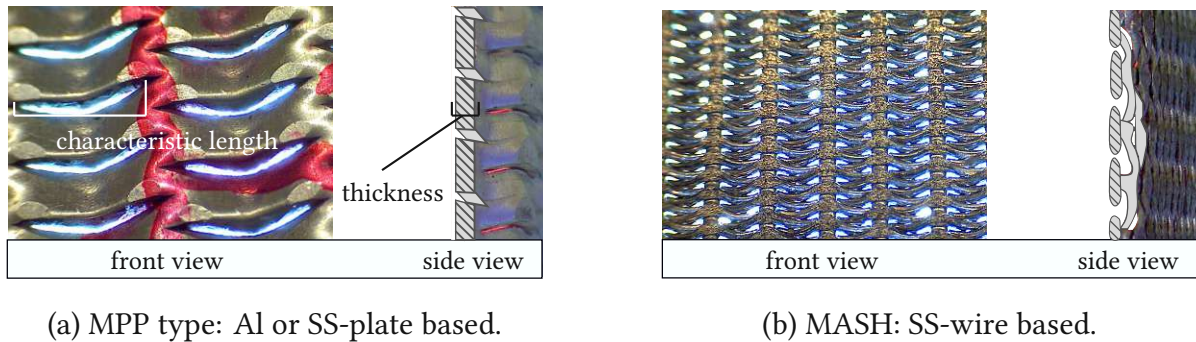 characteristic length
thickness
front view
side view
front view
side view
(a) MPP type: Al or SS-plate based.
(b) MASH: SS-wire based.